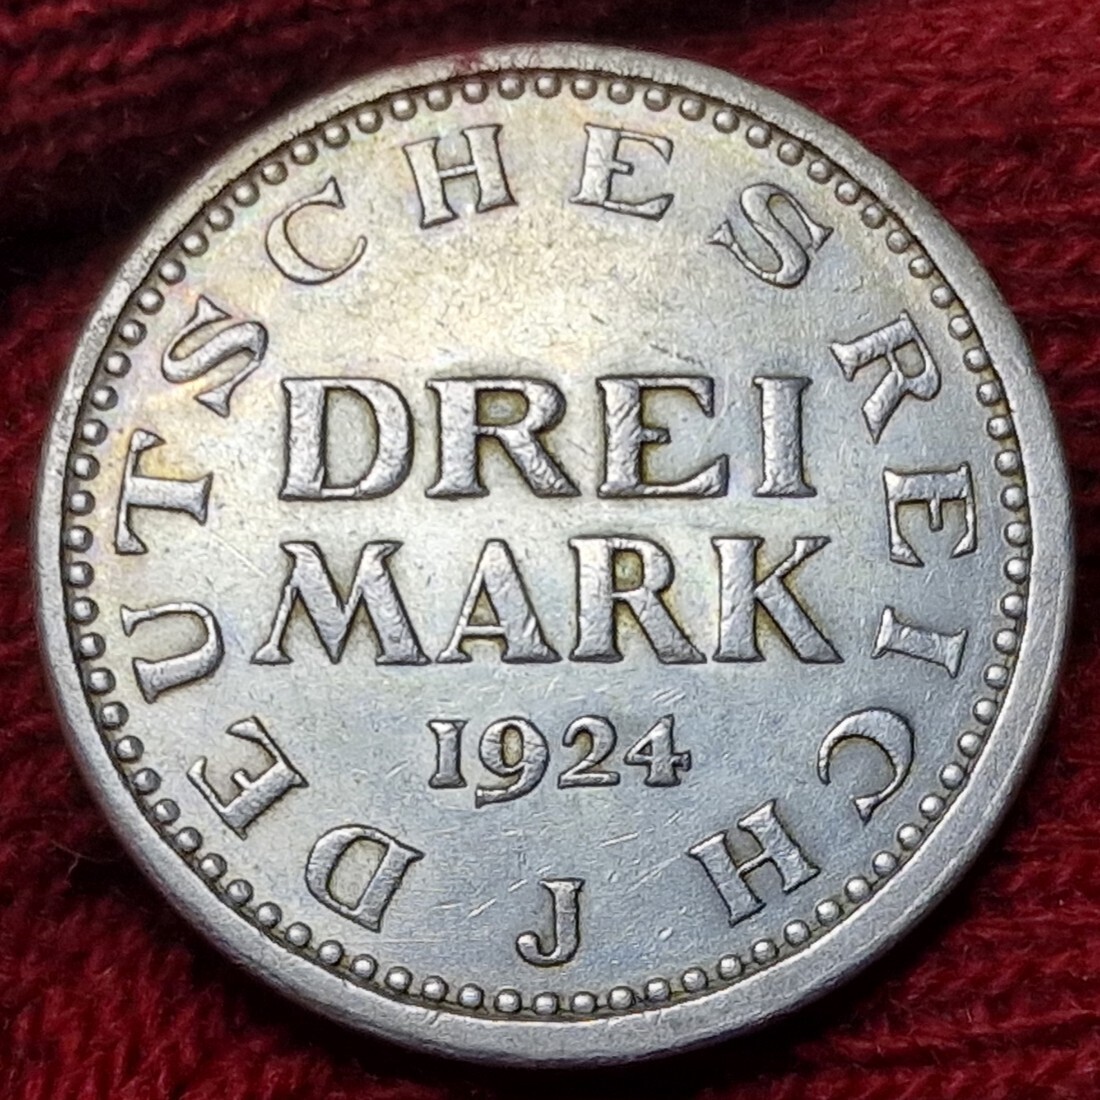 DEUTSCHES REICH
DREI
MARK
1924
J